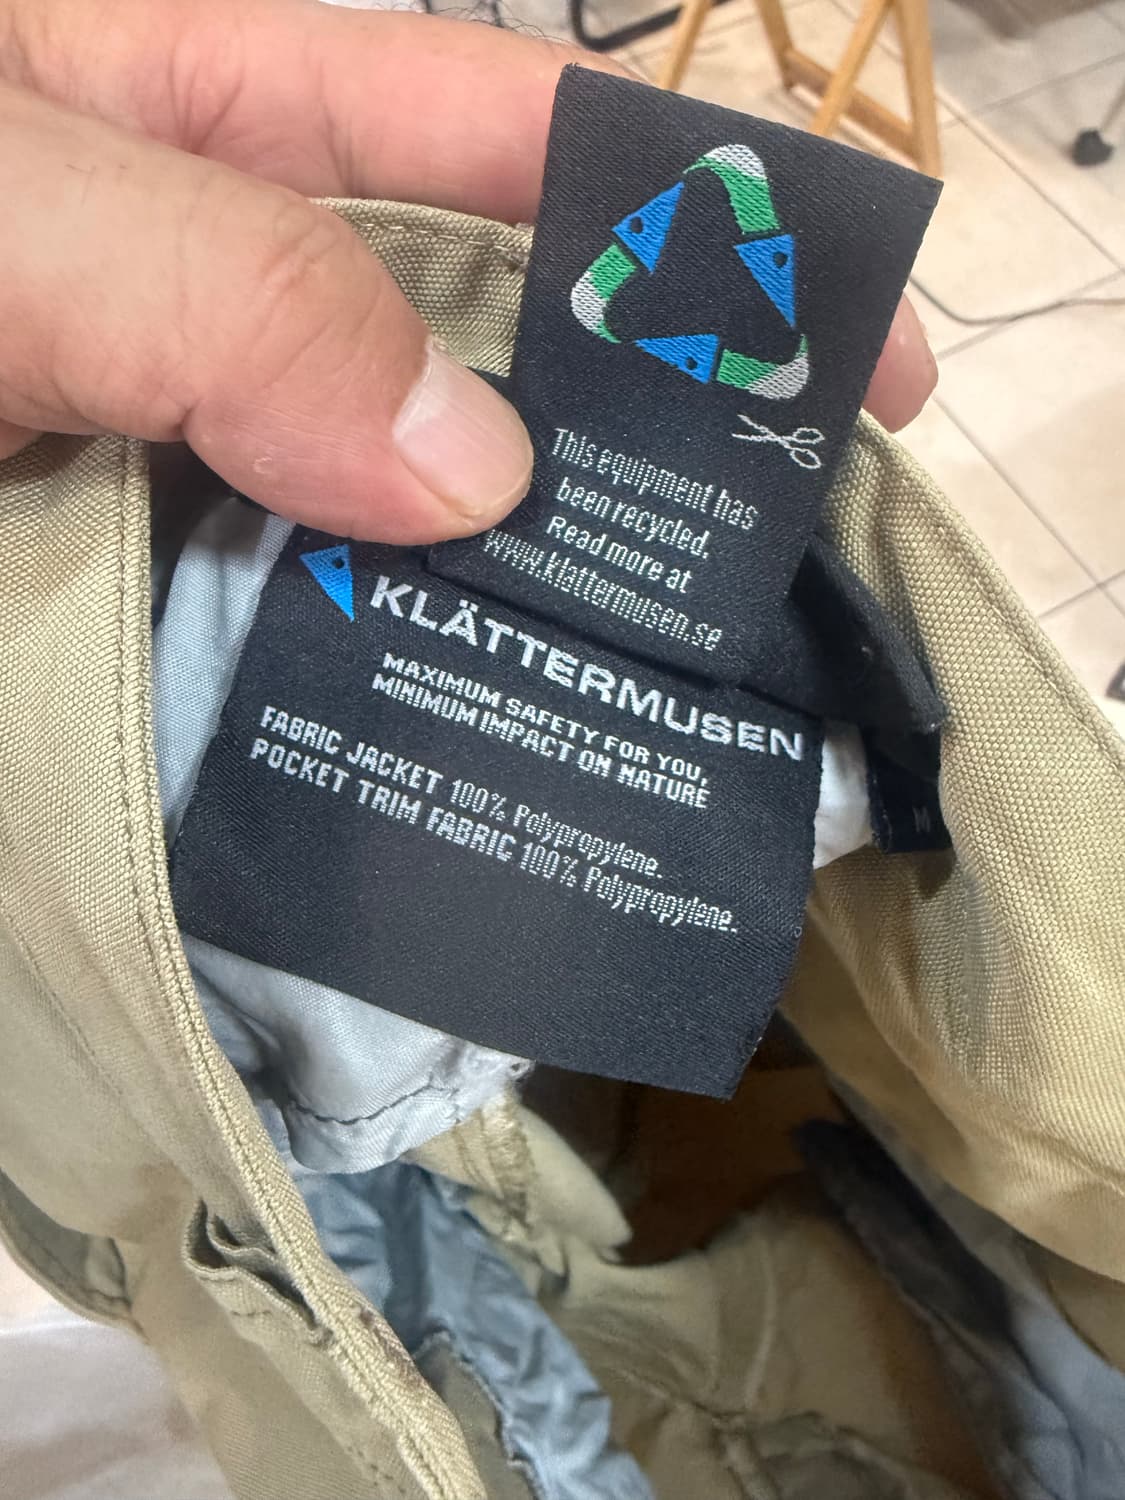 This equipment has
been recycled.
Read more at
www.klattermusen.se
KLÄTTERMUSEN
MAXIMUM SAFETY FOR YOU,
MINIMUM IMPACT ON NATURE
FABRIC JACKET 100% Polypropylene.
POCKET TRIM FABRIC 100% Polypropylene.
M